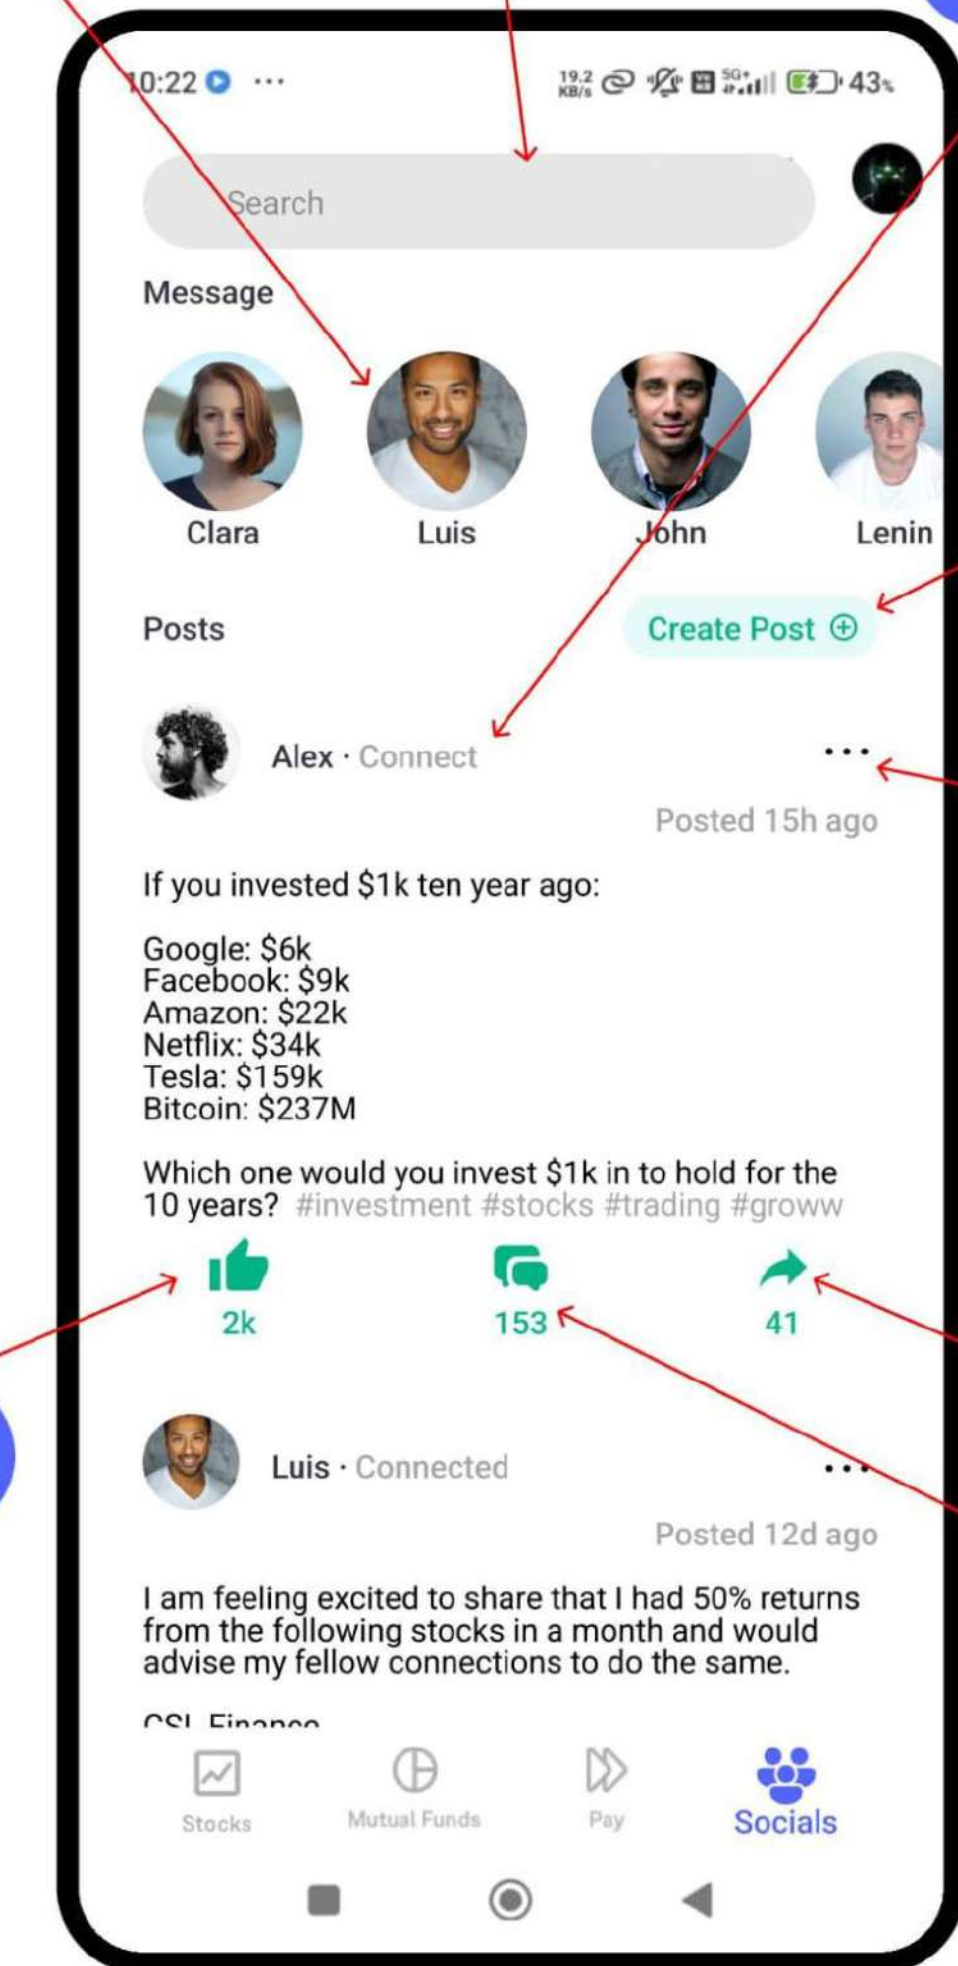 10:22 ...
19.2 KB/s 5G+ 43%
Search
Message
Clara Luis John Lenin
Posts Create Post
Alex · Connect ...
Posted 15h ago
If you invested $1k ten year ago:
Google: $6k
Facebook: $9k
Amazon: $22k
Netflix: $34k
Tesla: $159k
Bitcoin: $237M
Which one would you invest $1k in to hold for the
10 years? #investment #stocks #trading #groww
2k 153 41
Luis · Connected ...
Posted 12d ago
I am feeling excited to share that I had 50% returns
from the following stocks in a month and would
advise my fellow connections to do the same.
CSL Finance
Stocks Mutual Funds Pay Socials